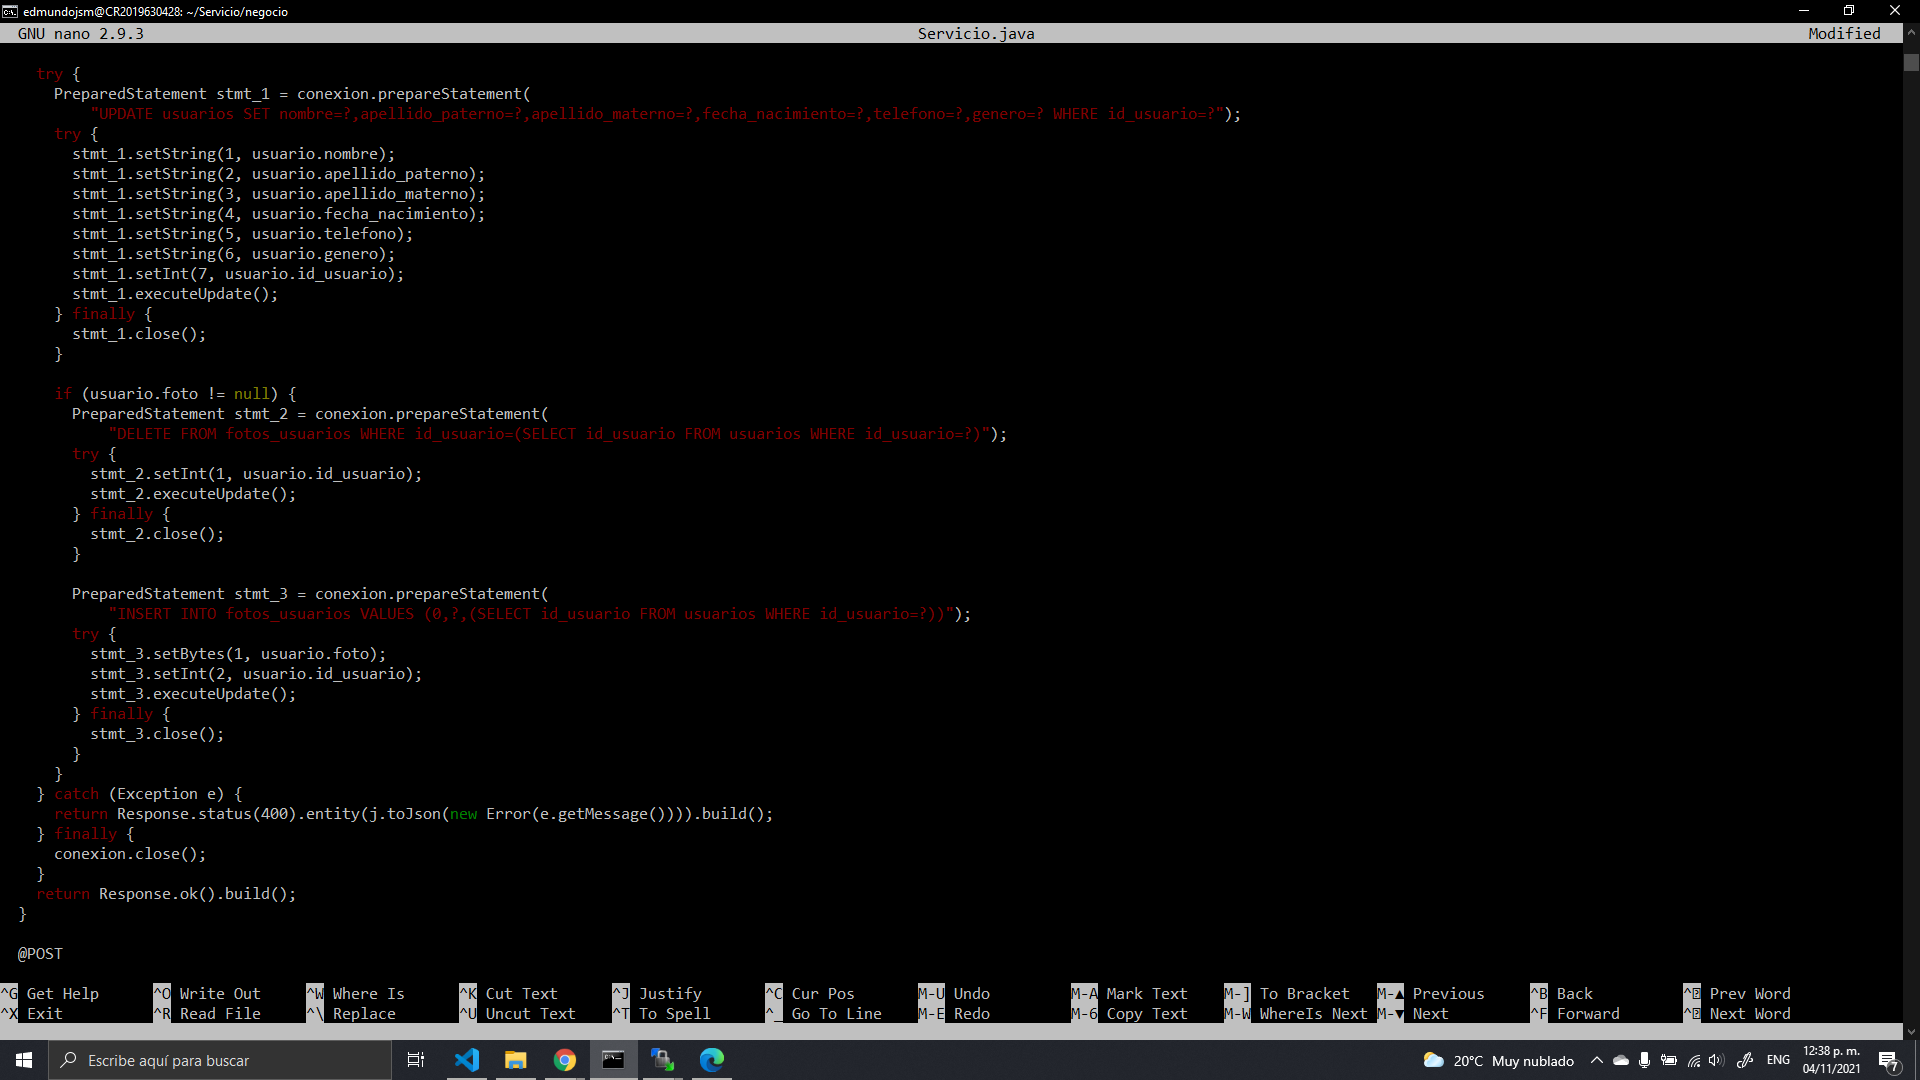 edmundojsm@CR2019630428: ~/Servicio/negocio
GNU nano 2.9.3 Servicio.java Modified
try {
PreparedStatement stmt_1 = conexion.prepareStatement(
"UPDATE usuarios SET nombre=?,apellido_paterno=?,apellido_materno=?,fecha_nacimiento=?,telefono=?,genero=? WHERE id_usuario=?");
try {
stmt_1.setString(1, usuario.nombre);
stmt_1.setString(2, usuario.apellido_paterno);
stmt_1.setString(3, usuario.apellido_materno);
stmt_1.setString(4, usuario.fecha_nacimiento);
stmt_1.setString(5, usuario.telefono);
stmt_1.setString(6, usuario.genero);
stmt_1.setInt(7, usuario.id_usuario);
stmt_1.executeUpdate();
} finally {
stmt_1.close();
}
if (usuario.foto != null) {
PreparedStatement stmt_2 = conexion.prepareStatement(
"DELETE FROM fotos_usuarios WHERE id_usuario=(SELECT id_usuario FROM usuarios WHERE id_usuario=?)");
try {
stmt_2.setInt(1, usuario.id_usuario);
stmt_2.executeUpdate();
} finally {
stmt_2.close();
}
PreparedStatement stmt_3 = conexion.prepareStatement(
"INSERT INTO fotos_usuarios VALUES (0,?,(SELECT id_usuario FROM usuarios WHERE id_usuario=?))");
try {
stmt_3.setBytes(1, usuario.foto);
stmt_3.setInt(2, usuario.id_usuario);
stmt_3.executeUpdate();
} finally {
stmt_3.close();
}
}
} catch (Exception e) {
return Response.status(400).entity(j.toJson(new Error(e.getMessage()))).build();
} finally {
conexion.close();
}
return Response.ok().build();
}
@POST
^G Get Help ^O Write Out ^W Where Is ^K Cut Text ^J Justify ^C Cur Pos M-U Undo M-A Mark Text M-] To Bracket M-▲ Previous ^B Back ^ Prev Word
^X Exit ^R Read File ^\ Replace ^U Uncut Text ^T To Spell ^_ Go To Line M-E Redo M-6 Copy Text M-W WhereIs Next M-▼ Next ^F Forward ^ Next Word
Escribe aquí para buscar
20°C Muy nublado
ENG
12:38 p. m.
04/11/2021
7